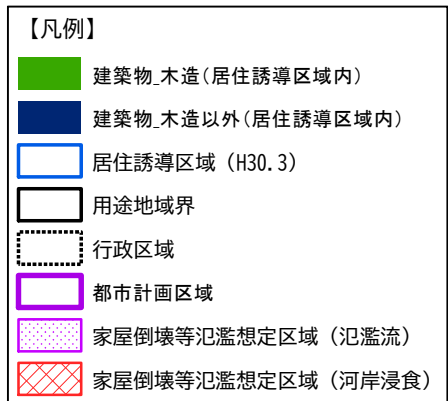 【凡例】
建築物_木造(居住誘導区域内)
建築物_木造以外(居住誘導区域内)
居住誘導区域（H30.3）
用途地域界
行政区域
都市計画区域
家屋倒壊等氾濫想定区域（氾濫流）
家屋倒壊等氾濫想定区域（河岸浸食）